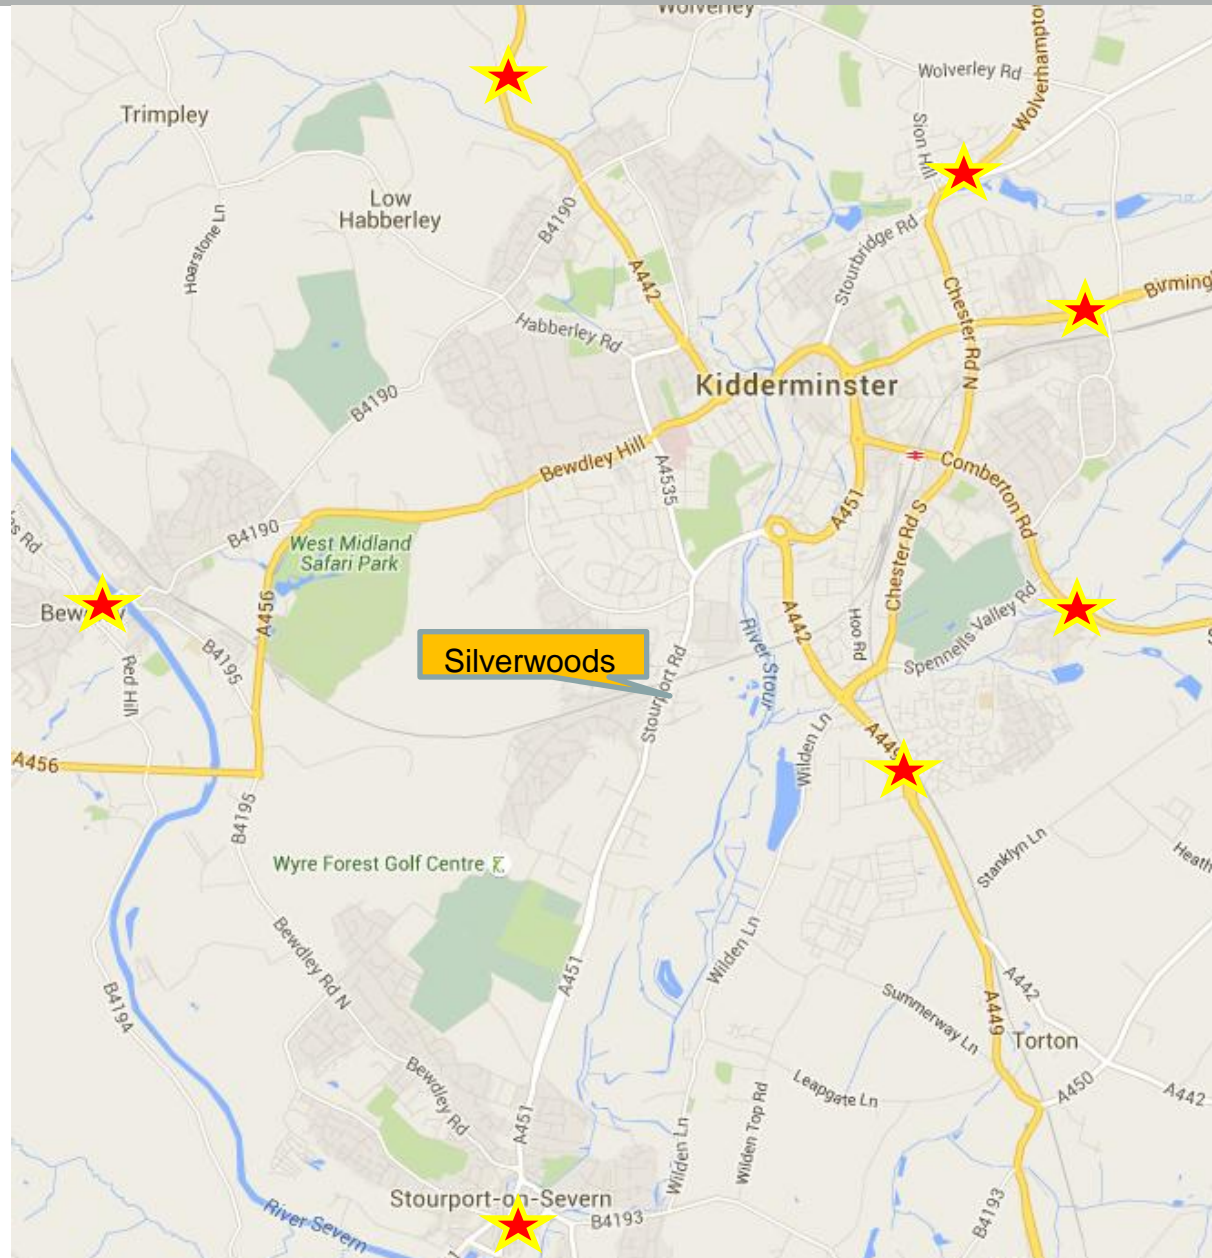 Wolverley
Wolverley Rd
Trimpley
Sion Hill
Low
Habberley
B4190
Hoarstone Ln
Stourbridge Rd
A442
Chester Rd N
Habberley Rd
Kidderminster
B4190
Bewdley Hill
A4535
Comberton Rd
A451
B4190
West Midland
Safari Park
Chester Rd S
A456
A442
Hoo Rd
Spennells Valley Rd
River Stour
Red Hill
B4195
Silverwoods
Stourport Rd
Wilden Ln
A449
A456
B4195
Wyre Forest Golf Centre
Stanklyn Ln
Heath
Bewdley Rd N
Wilden Ln
A451
B4194
A442
Summerway Ln
A449
Torton
Bewdley Rd
Leapgate Ln
A450
A442
A451
Wilden Top Rd
Wilden Ln
Stourport-on-Severn
River Severn
B4193
B4193